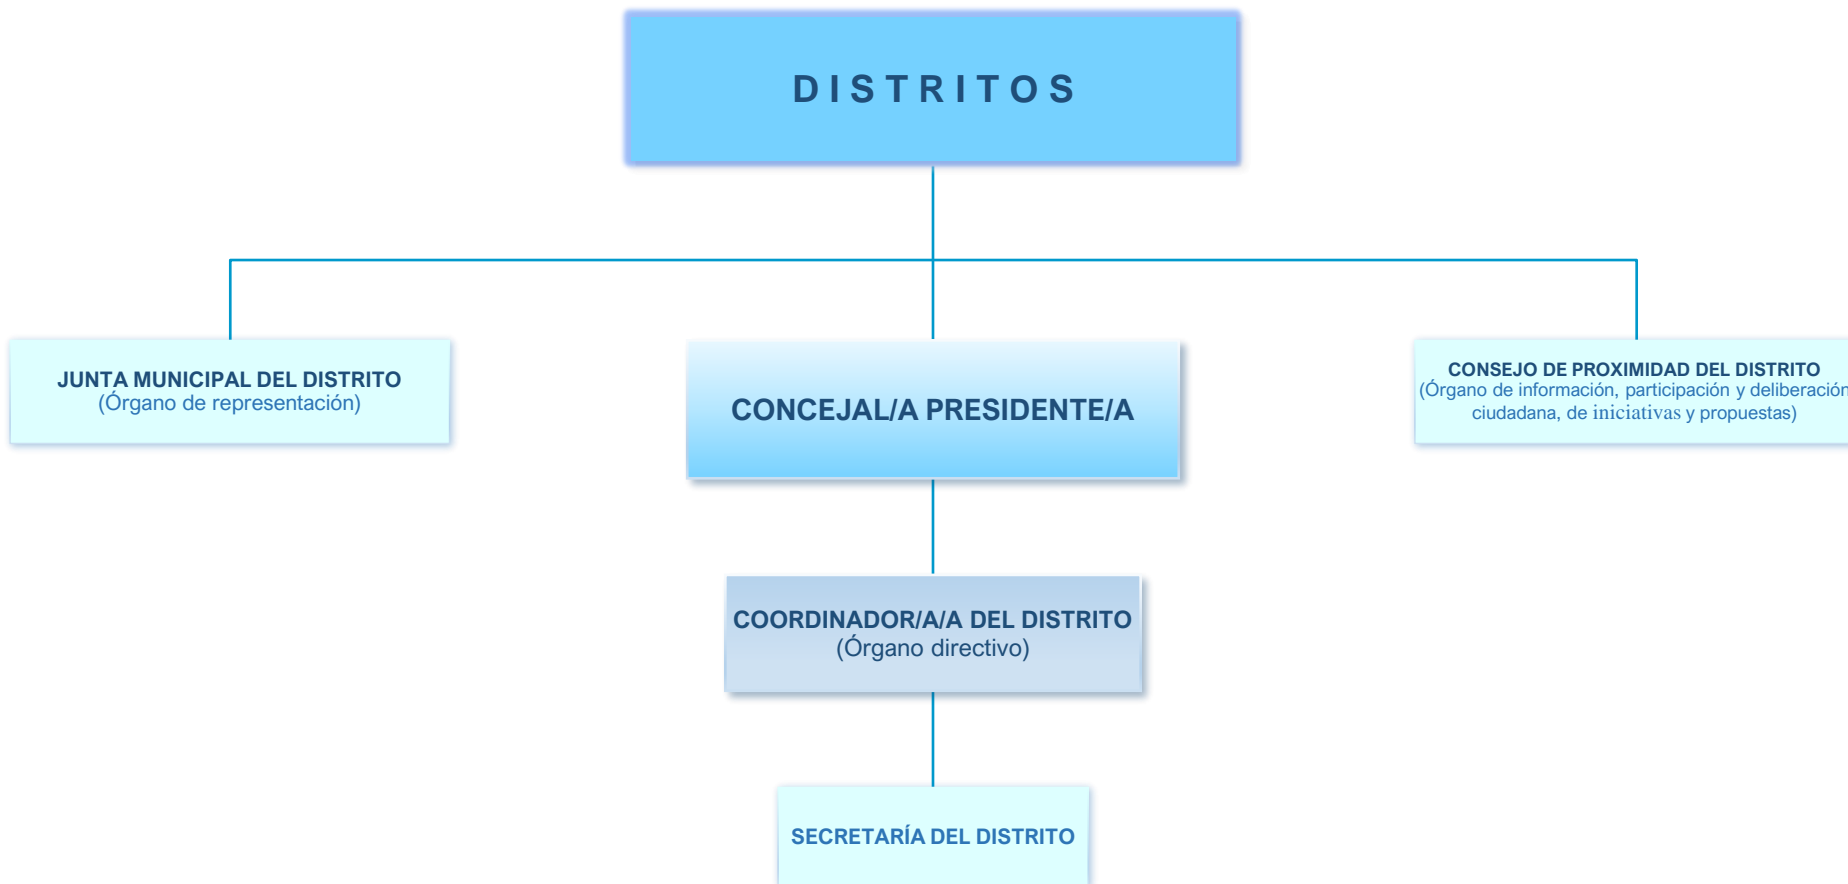 D I S T R I T O S
JUNTA MUNICIPAL DEL DISTRITO
(Órgano de representación)
CONCEJAL/A PRESIDENTE/A
CONSEJO DE PROXIMIDAD DEL DISTRITO
(Órgano de información, participación y deliberación
ciudadana, de iniciativas y propuestas)
COORDINADOR/A/A DEL DISTRITO
(Órgano directivo)
SECRETARÍA DEL DISTRITO